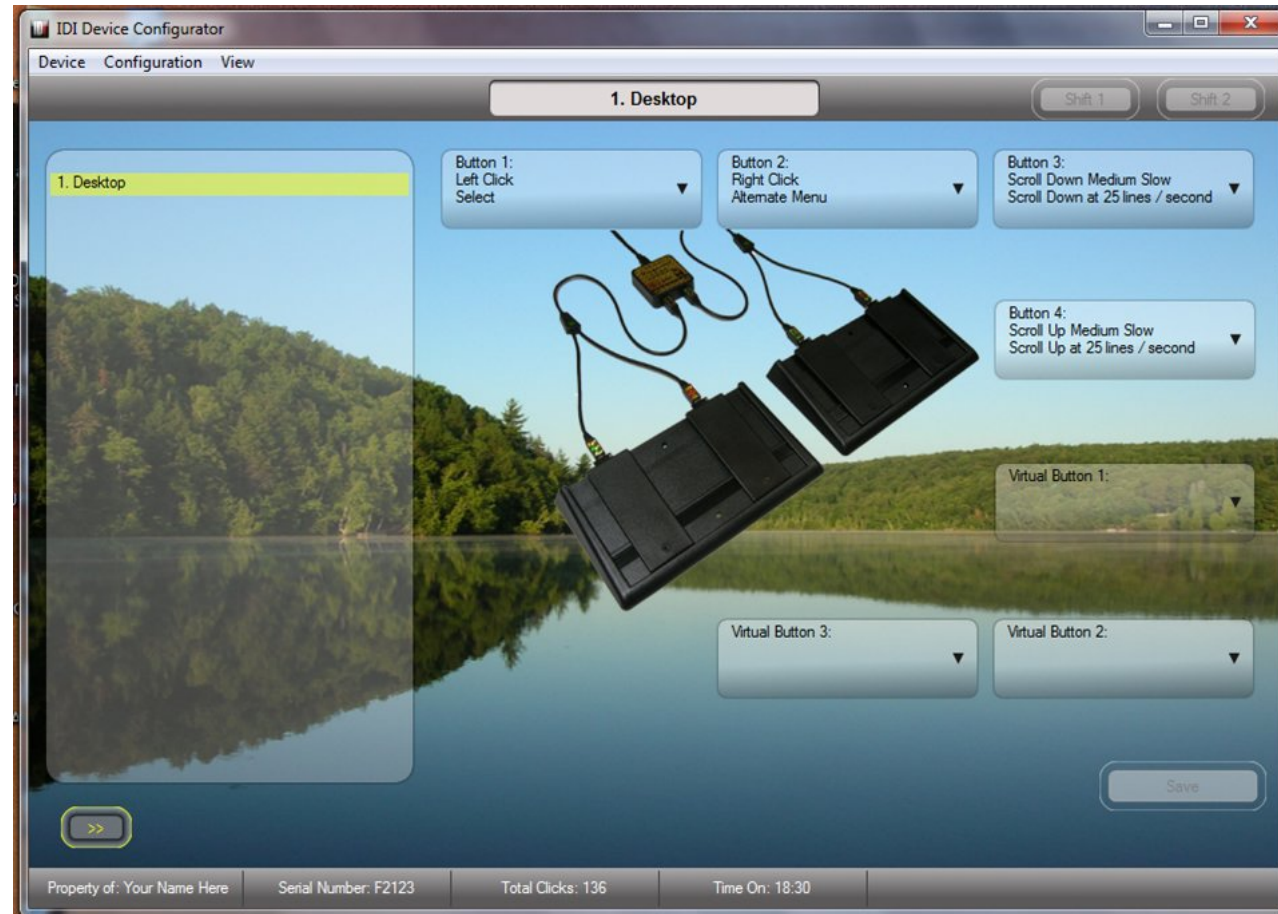 IDI Device Configurator
Device Configuration View
1. Desktop
Shift 1
Shift 2
1. Desktop
Button 1:
Left Click
Select
Button 2:
Right Click
Alternate Menu
Button 3:
Scroll Down Medium Slow
Scroll Down at 25 lines / second
Button 4:
Scroll Up Medium Slow
Scroll Up at 25 lines / second
Virtual Button 1:
Virtual Button 3:
Virtual Button 2:
Save
>>
Property of: Your Name Here
Serial Number: F2123
Total Clicks: 136
Time On: 18:30